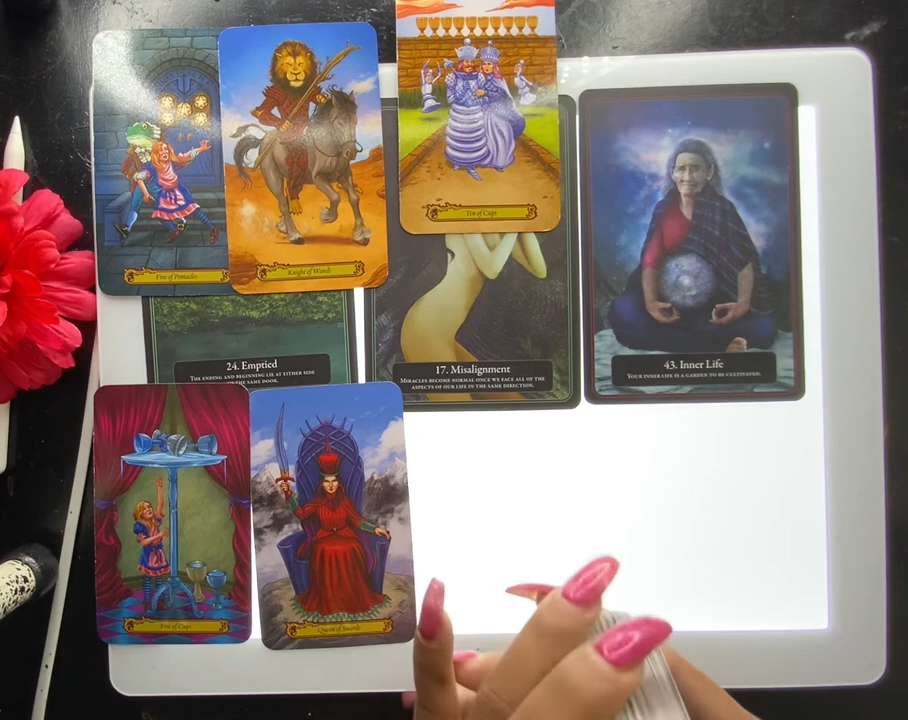 Five of Pentacles
Knight of Wands
Ten of Cups
24. Emptied
THE ENDING AND BEGINNING LIE AT EITHER SIDE
OF THE SAME DOOR.
17. Misalignment
MIRACLES BECOME NORMAL ONCE WE FACE ALL OF THE
ASPECTS OF OUR LIFE IN THE SAME DIRECTION.
43. Inner Life
YOUR INNER LIFE IS A GARDEN TO BE CULTIVATED.
Five of Cups
Queen of Swords